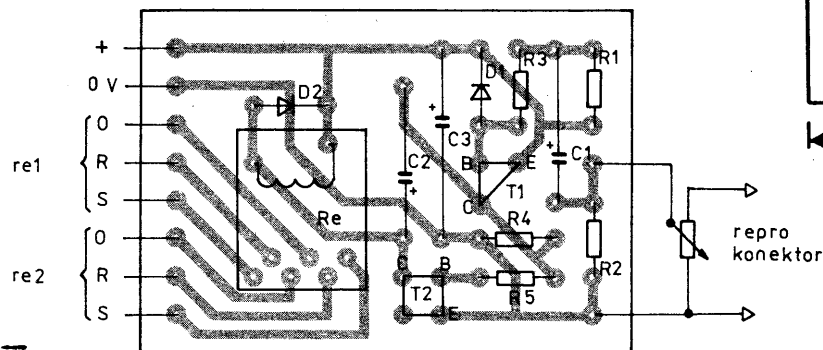 +
0 V
D2
D1
R3
R1
re1
O
R
S
C3
C2
C1
B
E
T1
C
Re
R4
re2
O
R
S
C
B
T2
E
R5
R2
repro
konektor
+
+
+